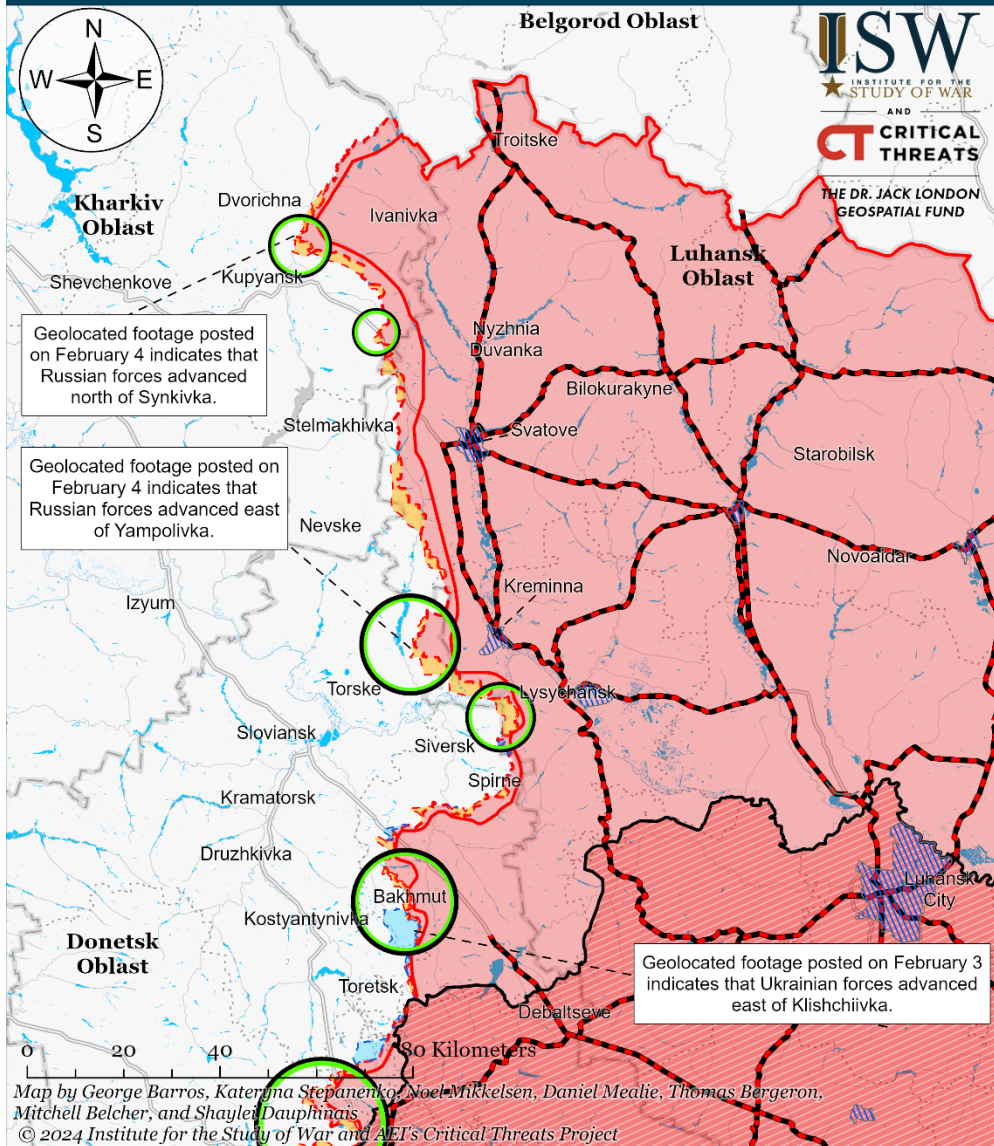 Belgorod Oblast
N
W E
S
ISW
INSTITUTE FOR THE
STUDY OF WAR
AND
CT CRITICAL
THREATS
THE DR. JACK LONDON
GEOSPATIAL FUND
Troitske
Kharkiv
Oblast
Dvorichna
Ivanivka
Luhansk
Oblast
Shevchenkove
Kupyansk
Geolocated footage posted
on February 4 indicates that
Russian forces advanced
north of Synkivka.
Nyzhnia
Duvanka
Bilokurakyne
Stelmakhivka
Svatove
Starobilsk
Geolocated footage posted on
February 4 indicates that
Russian forces advanced east
of Yampolivka.
Nevske
Novoaidar
Kreminna
Izyum
Torske
Lysychansk
Sloviansk
Siversk
Spirne
Kramatorsk
Druzhkivka
Bakhmut
Luhansk
City
Kostyantynivka
Donetsk
Oblast
Geolocated footage posted on February 3
indicates that Ukrainian forces advanced
east of Klishchiivka.
Toretsk
Debaltseve
0 20 40 80 Kilometers
Map by George Barros, Kateryna Stepanenko, Noel Mikkelsen, Daniel Mealie, Thomas Bergeron,
Mitchell Belcher, and Shaylei Dauphinais
© 2024 Institute for the Study of War and AEI's Critical Threats Project